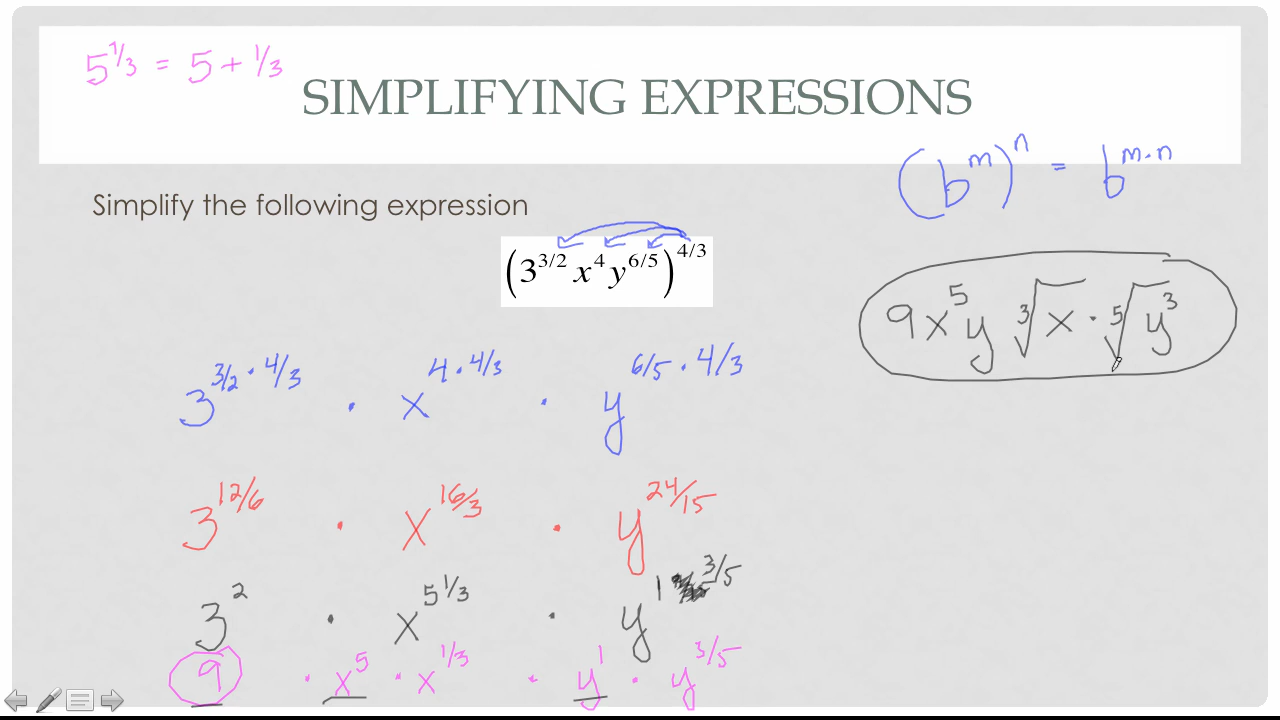 5^1/3 = 5 + 1/3
SIMPLIFYING EXPRESSIONS
(b^m)^n = b^m·n
Simplify the following expression
(3^3/2 x^4 y^6/5)^4/3
9x^5y ∛x · ⁵√y^3
3^3/2 · 4/3 · x^4 · 4/3 · y^6/5 · 4/3
3^12/6 · x^16/3 · y^24/15
3^2 · x^5 1/3 · y^1 3/5
9 · x^5 · x^1/3 · y^1 · y^3/5